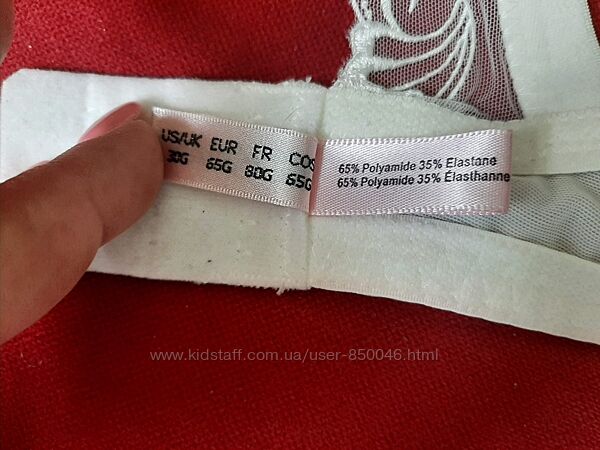 US/UK EUR FR COS
30G 65G 80G 65G
65% Polyamide 35% Elastane
65% Polyamide 35% Élasthanne
www.kidstaff.com.ua/user-850046.html